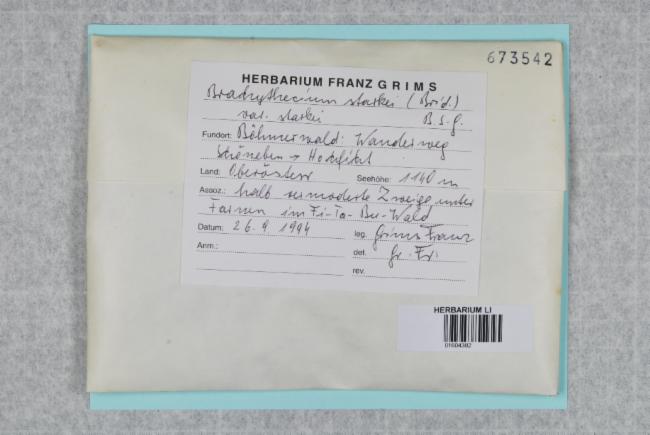 673542
HERBARIUM FRANZ GRIMS
Brachythecium starkei (Brid.)
var. starkei B.S.g.
Fundort: Böhmerwald: Wanderweg
Schöneben → Hochficht
Land: Oberösterr Seehöhe: 1140 m
Assoz.: halb vermoderte Zweige unter
Farnen im Fi-Ta-Bu-Wald
Datum: 26.9.1994 leg. Grims Franz
Anm.: det. Gr. Fr.
rev.
HERBARIUM LI
01604382